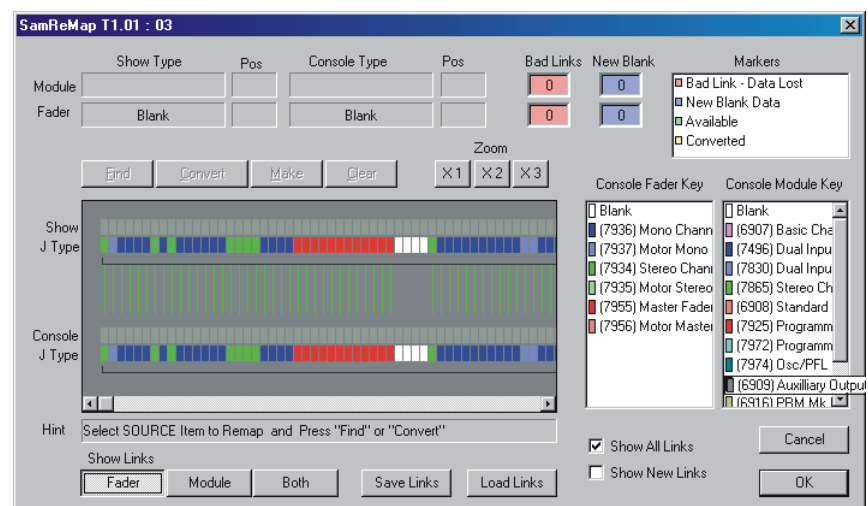 SamReMap T1.01 : 03
Show Type Pos Console Type Pos Bad Links New Blank Markers
Module 0 0
Fader Blank Blank 0 0
Bad Link - Data Lost
New Blank Data
Available
Converted
Zoom
Find Convert Make Clear X1 X2 X3
Console Fader Key
Blank
(7936) Mono Chann
(7937) Motor Mono
(7934) Stereo Chann
(7935) Motor Stereo
(7955) Master Fader
(7956) Motor Master
Console Module Key
Blank
(6907) Basic Cha
(7496) Dual Inpu
(7830) Dual Inpu
(7865) Stereo Ch
(6908) Standard
(7925) Programm
(7972) Programm
(7974) Osc/PFL
(6909) Auxilliary Output
(6916) PRM Mk
Show
J Type
Console
J Type
Hint Select SOURCE Item to Remap and Press "Find" or "Convert"
Show Links
Fader Module Both Save Links Load Links
Show All Links
Show New Links
Cancel
OK